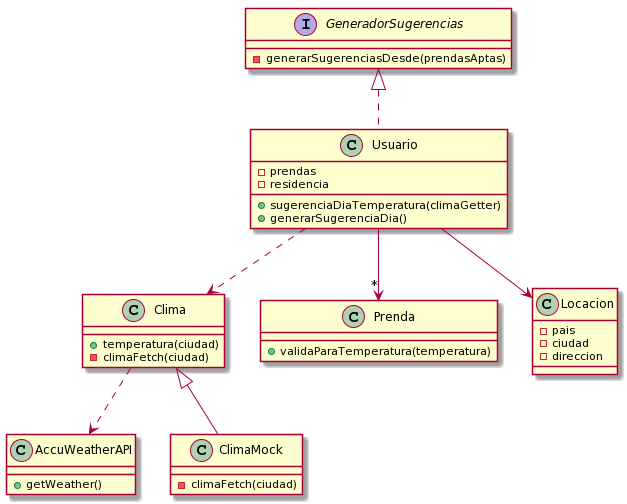 I GeneradorSugerencias
generarSugerenciasDesde(prendasAptas)
C Usuario
prendas
residencia
sugerenciaDiaTemperatura(climaGetter)
generarSugerenciaDia()
*
C Clima
temperatura(ciudad)
climaFetch(ciudad)
C Prenda
validaParaTemperatura(temperatura)
C Locacion
pais
ciudad
direccion
C AccuWeatherAPI
getWeather()
C ClimaMock
climaFetch(ciudad)